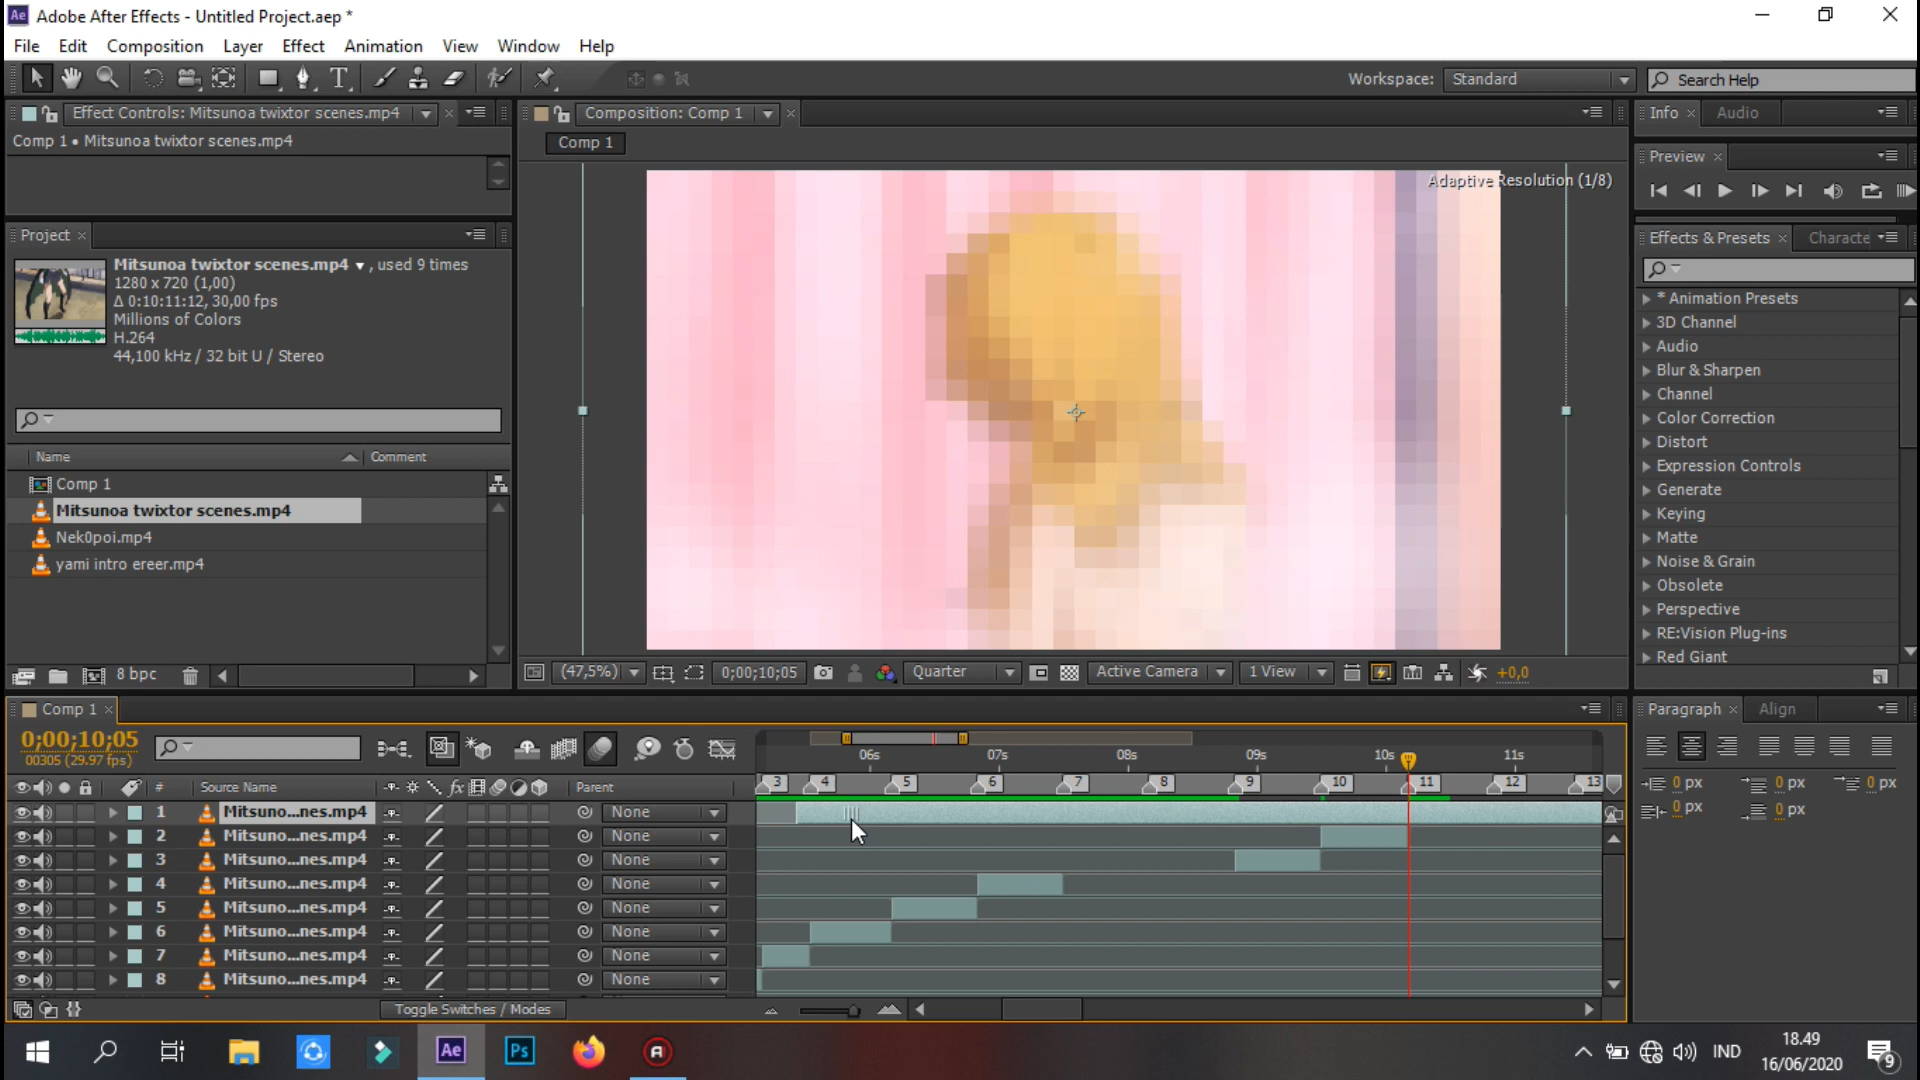 Ae Adobe After Effects - Untitled Project.aep *
File Edit Composition Layer Effect Animation View Window Help
Workspace: Standard Search Help
Effect Controls: Mitsunoa twixtor scenes.mp4
Comp 1 • Mitsunoa twixtor scenes.mp4
Composition: Comp 1
Comp 1
Adaptive Resolution (1/8)
Info Audio
Preview
Project
Mitsunoa twixtor scenes.mp4 , used 9 times
1280 x 720 (1,00)
Δ 0:10:11:12, 30,00 fps
Millions of Colors
H.264
44,100 kHz / 32 bit U / Stereo
Name Comment
Comp 1
Mitsunoa twixtor scenes.mp4
Nek0poi.mp4
yami intro ereer.mp4
8 bpc
(47,5%) 0;00;10;05 Quarter Active Camera 1 View +0,0
Effects & Presets Characte
* Animation Presets
3D Channel
Audio
Blur & Sharpen
Channel
Color Correction
Distort
Expression Controls
Generate
Keying
Matte
Noise & Grain
Obsolete
Perspective
RE:Vision Plug-ins
Red Giant
Comp 1
0;00;10;05
00305 (29.97 fps)
06s 07s 08s 09s 10s 11s
# Source Name fx Parent
3 4 5 6 7 8 9 10 11 12 13
1 Mitsuno...nes.mp4 None
2 Mitsuno...nes.mp4 None
3 Mitsuno...nes.mp4 None
4 Mitsuno...nes.mp4 None
5 Mitsuno...nes.mp4 None
6 Mitsuno...nes.mp4 None
7 Mitsuno...nes.mp4 None
8 Mitsuno...nes.mp4 None
Toggle Switches / Modes
Paragraph Align
0 px 0 px 0 px
0 px 0 px
Ae Ps IND
18.49
16/06/2020
9